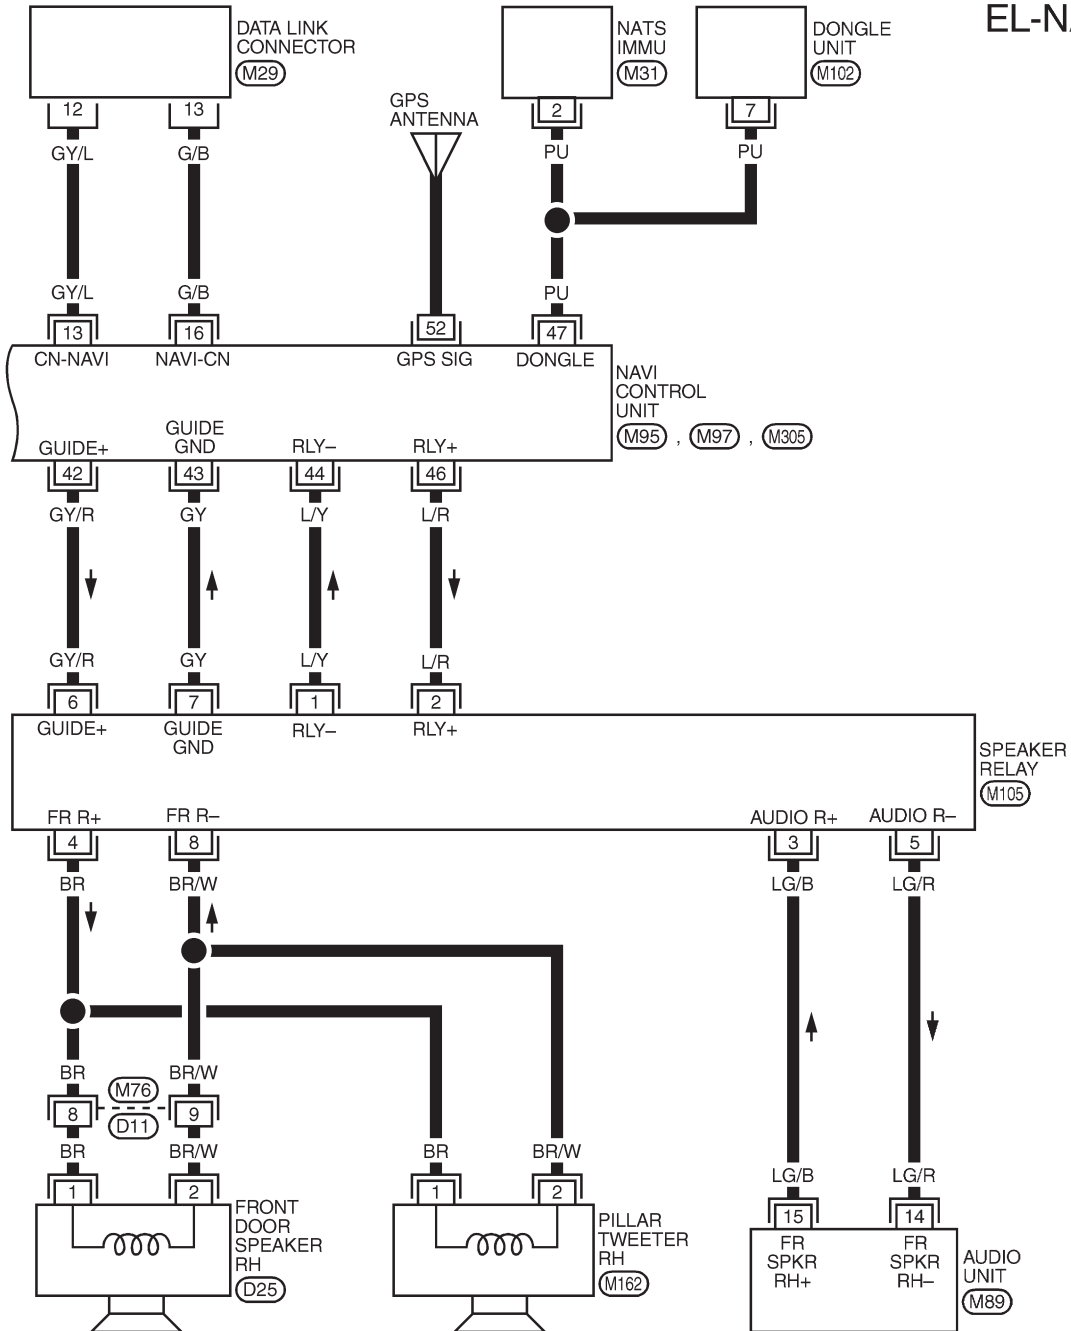 EL-NA
DATA LINK
CONNECTOR
M29
NATS
IMMU
M31
DONGLE
UNIT
M102
12
13
GPS
ANTENNA
2
7
GY/L
G/B
PU
PU
GY/L
G/B
PU
13
16
52
47
CN-NAVI
NAVI-CN
GPS SIG
DONGLE
NAVI
CONTROL
UNIT
M95 , M97 , M305
GUIDE+
GUIDE
GND
RLY–
RLY+
42
43
44
46
GY/R
GY
L/Y
L/R
GY/R
GY
L/Y
L/R
6
7
1
2
GUIDE+
GUIDE
GND
RLY–
RLY+
SPEAKER
RELAY
M105
FR R+
FR R–
AUDIO R+
AUDIO R–
4
8
3
5
BR
BR/W
LG/B
LG/R
BR
BR/W
M76
8
9
D11
BR
BR/W
BR
BR/W
LG/B
LG/R
1
2
1
2
15
14
FRONT
DOOR
SPEAKER
RH
D25
PILLAR
TWEETER
RH
M162
FR
SPKR
RH+
FR
SPKR
RH–
AUDIO
UNIT
M89